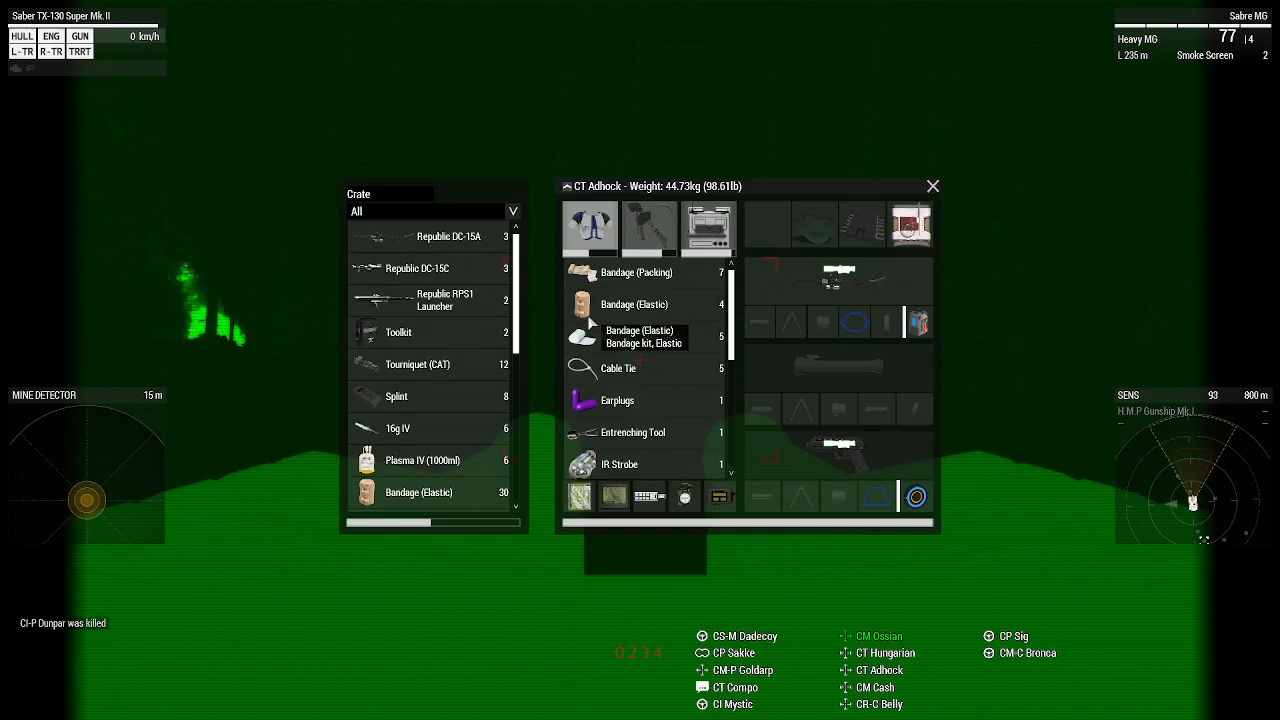 Saber TX-130 Super Mk. II
HULL ENG GUN 0 km/h
L-TR R-TR TRRT
Sabre MG
Heavy MG 77 | 4
L 235 m Smoke Screen 2
Crate
All
Republic DC-15A 3
Republic DC-15C 3
Republic RPS1 Launcher 2
Toolkit 2
Tourniquet (CAT) 12
Splint 8
16g IV 6
Plasma IV (1000ml) 6
Bandage (Elastic) 30
CT Adhock - Weight: 44.73kg (98.61lb)
Bandage (Packing) 7
Bandage (Elastic) 4
Bandage (Elastic)
Bandage kit, Elastic
5
Cable Tie 5
Earplugs 1
Entrenching Tool 1
IR Strobe 1
MINE DETECTOR 15 m
SENS 93 800 m
H.M.P Gunship Mk.I
CI-P Dunpar was killed
0234
CS-M Dadecoy
CP Sakke
CM-P Goldarp
CT Compo
CI Mystic
CM Ossian
CT Hungarian
CT Adhock
CM Cash
CR-C Belly
CP Sig
CM-C Bronca